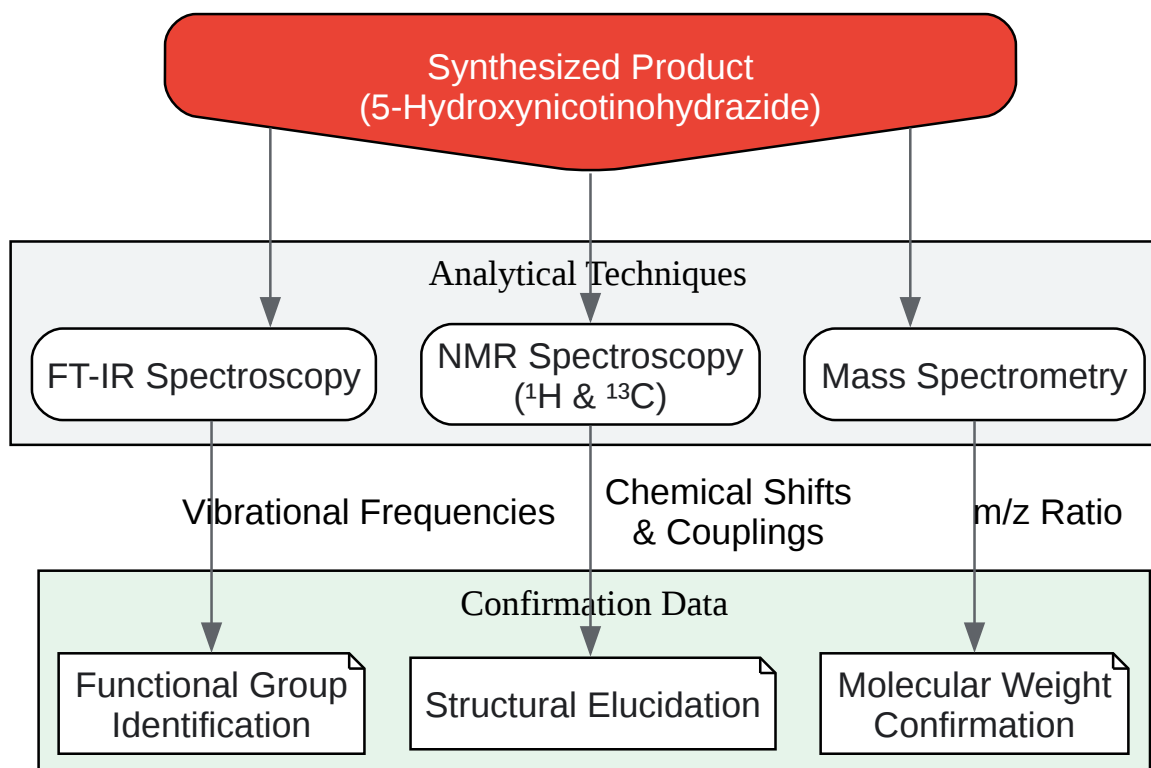 Synthesized Product
(5-Hydroxynicotinohydrazide)
Analytical Techniques
FT-IR Spectroscopy
NMR Spectroscopy
(¹H & ¹³C)
Mass Spectrometry
Vibrational Frequencies
Chemical Shifts
& Couplings
m/z Ratio
Confirmation Data
Functional Group
Identification
Structural Elucidation
Molecular Weight
Confirmation